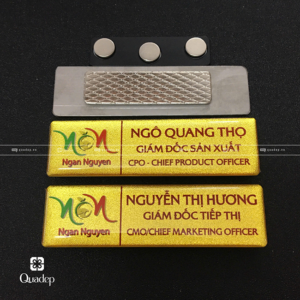 NGÔ QUANG THỌ
GIÁM ĐỐC SẢN XUẤT
CPO - CHIEF PRODUCT OFFICER
Ngan Nguyen
NGUYỄN THỊ HƯƠNG
GIÁM ĐỐC TIẾP THỊ
CMO/CHIEF MARKETING OFFICER
Ngan Nguyen
Quadep